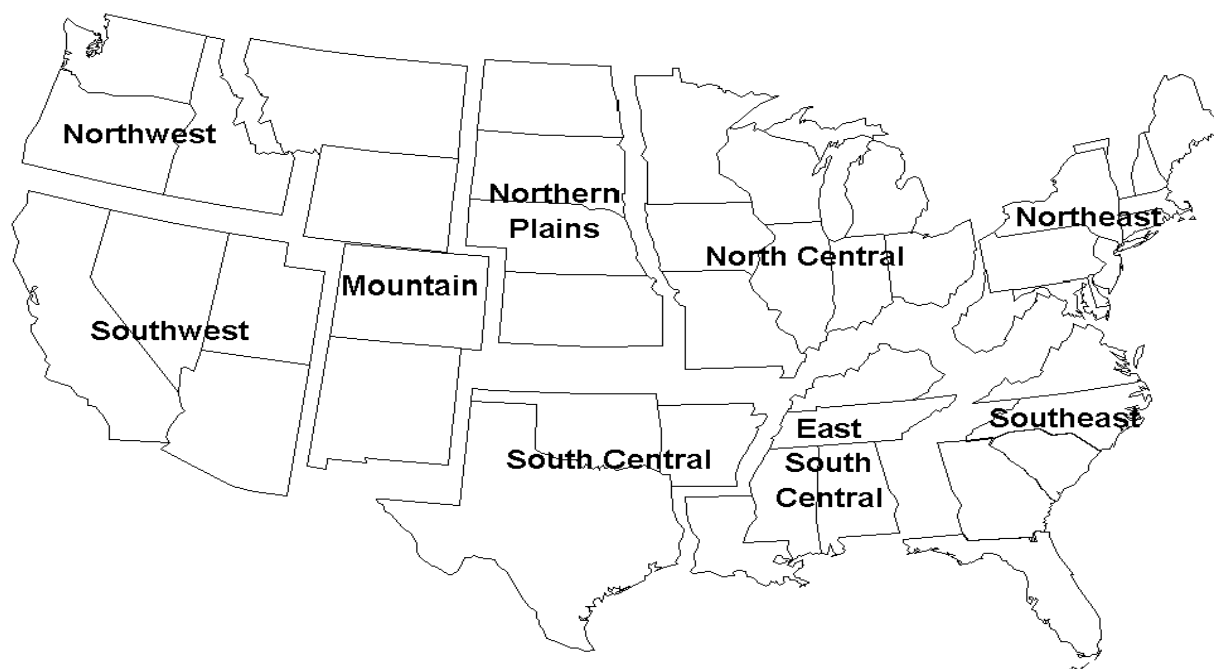 Northwest
Northern
Plains
Northeast
North Central
Mountain
Southwest
East
South
Central
Southeast
South Central